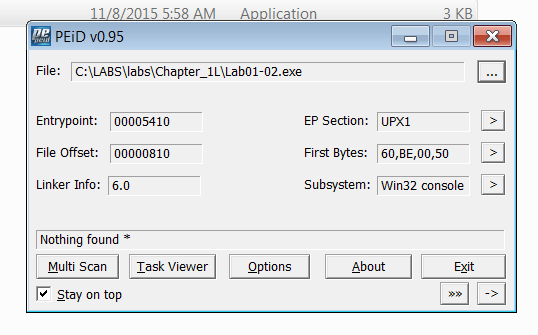 11/8/2015 5:58 AM Application 3 KB
PEiD v0.95
File: C:\LABS\labs\Chapter_1L\Lab01-02.exe ...
Entrypoint: 00005410 EP Section: UPX1 >
File Offset: 00000810 First Bytes: 60,BE,00,50 >
Linker Info: 6.0 Subsystem: Win32 console >
Nothing found *
Multi Scan Task Viewer Options About Exit
Stay on top »» ->